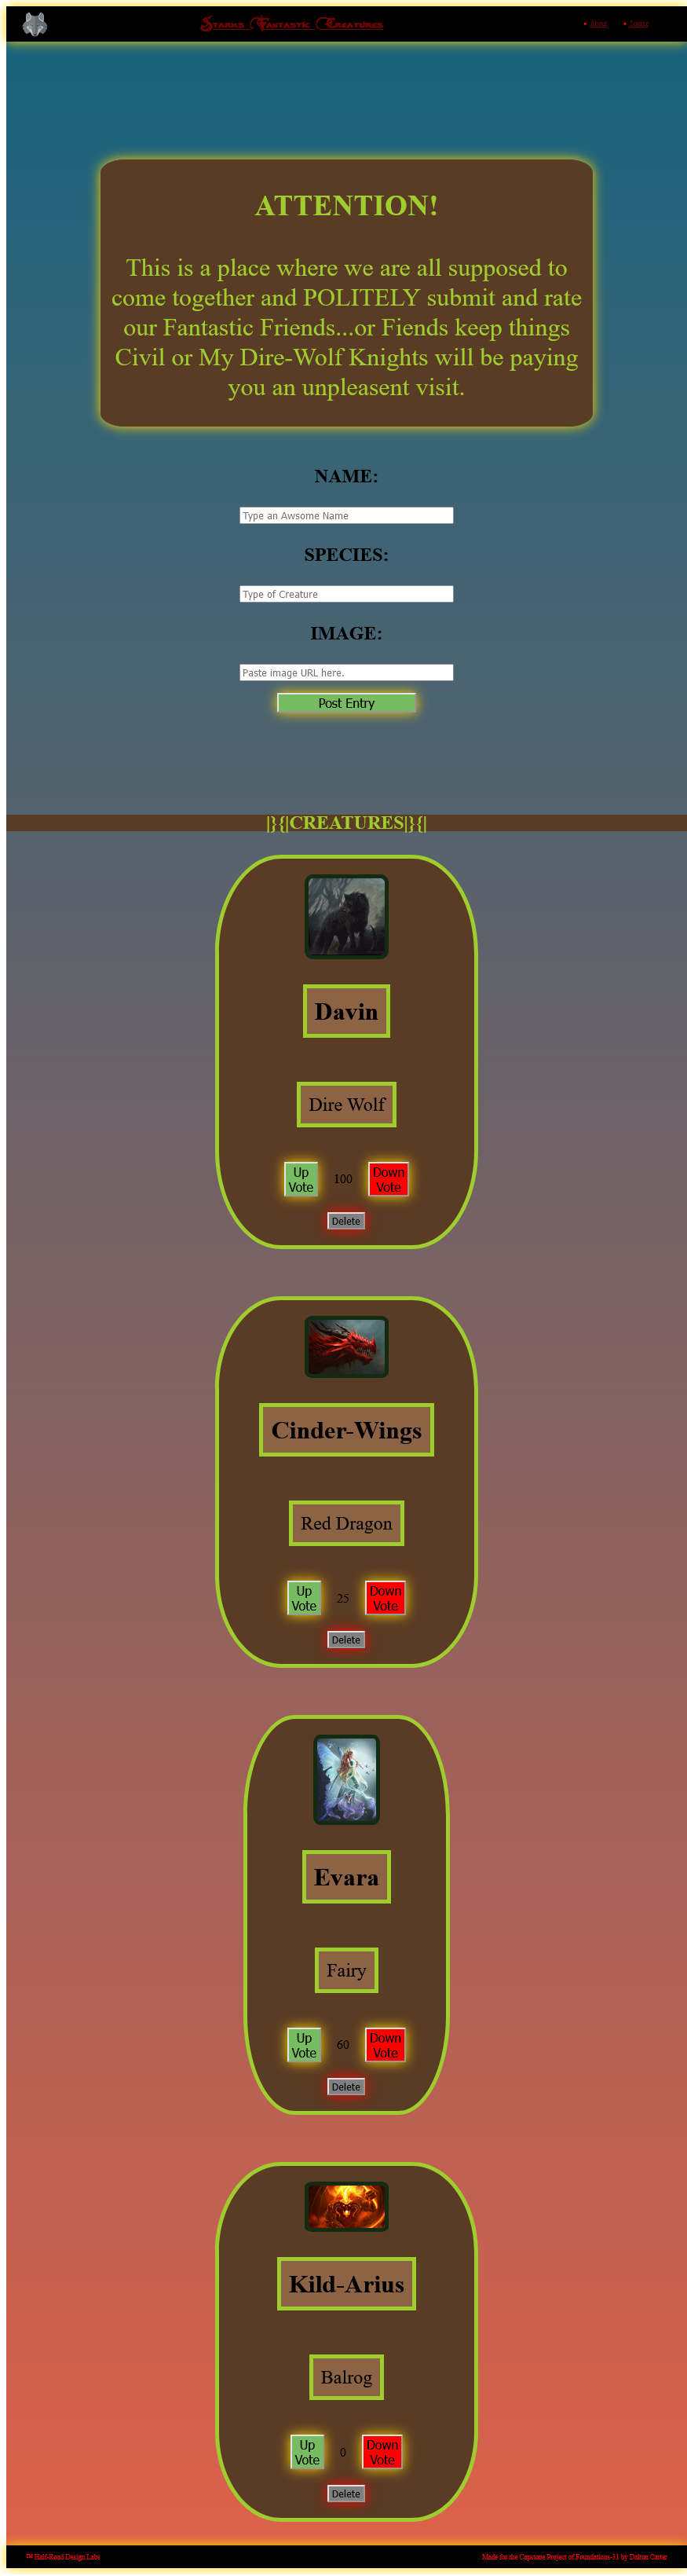 Starks Fantastic Creatures
About
Source
ATTENTION!
This is a place where we are all supposed to
come together and POLITELY submit and rate
our Fantastic Friends...or Fiends keep things
Civil or My Dire-Wolf Knights will be paying
you an unpleasent visit.
NAME:
Type an Awsome Name
SPECIES:
Type of Creature
IMAGE:
Paste image URL here.
Post Entry
|}{|CREATURES|}{|
Davin
Dire Wolf
Up
Vote
100
Down
Vote
Delete
Cinder-Wings
Red Dragon
Up
Vote
25
Down
Vote
Delete
Evara
Fairy
Up
Vote
60
Down
Vote
Delete
Kild-Arius
Balrog
Up
Vote
0
Down
Vote
Delete
™Half-Road Design Labs
Made for the Capstone Project of Foundations-31 by Dalton Carter